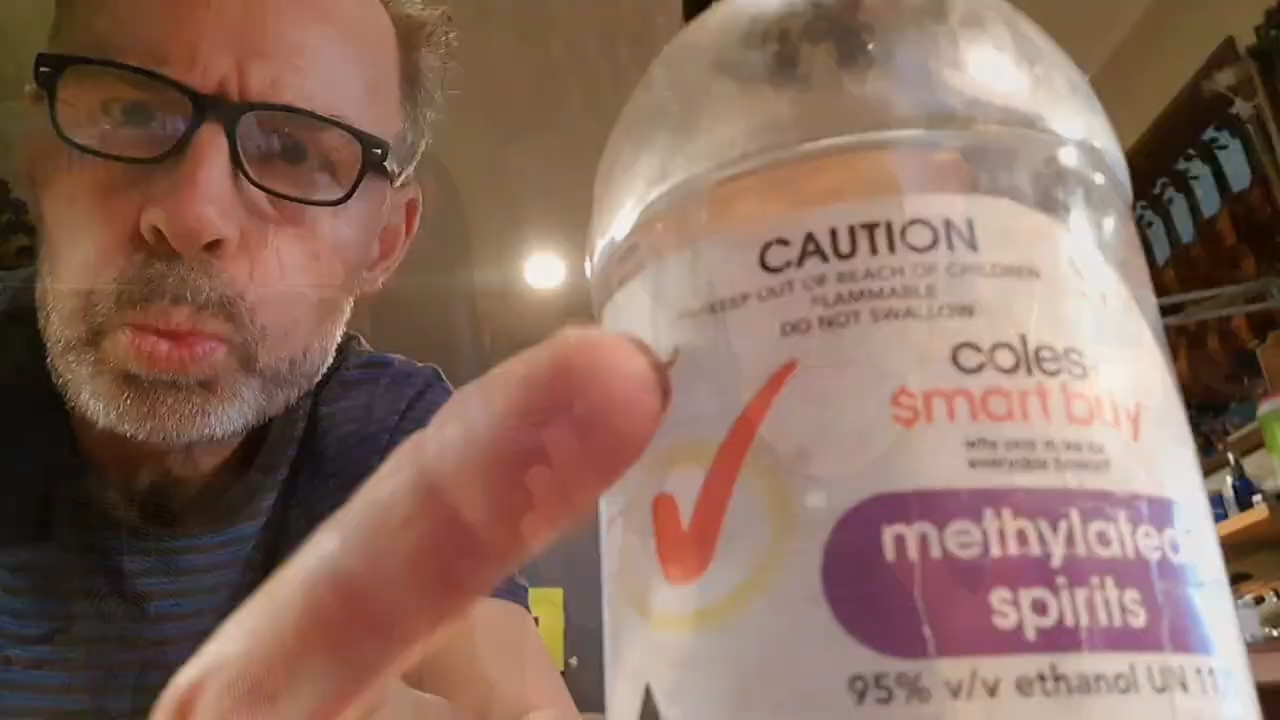 CAUTION
KEEP OUT OF REACH OF CHILDREN
FLAMMABLE
DO NOT SWALLOW
coles
$mart buy
methylated
spirits
95% v/v ethanol UN 11